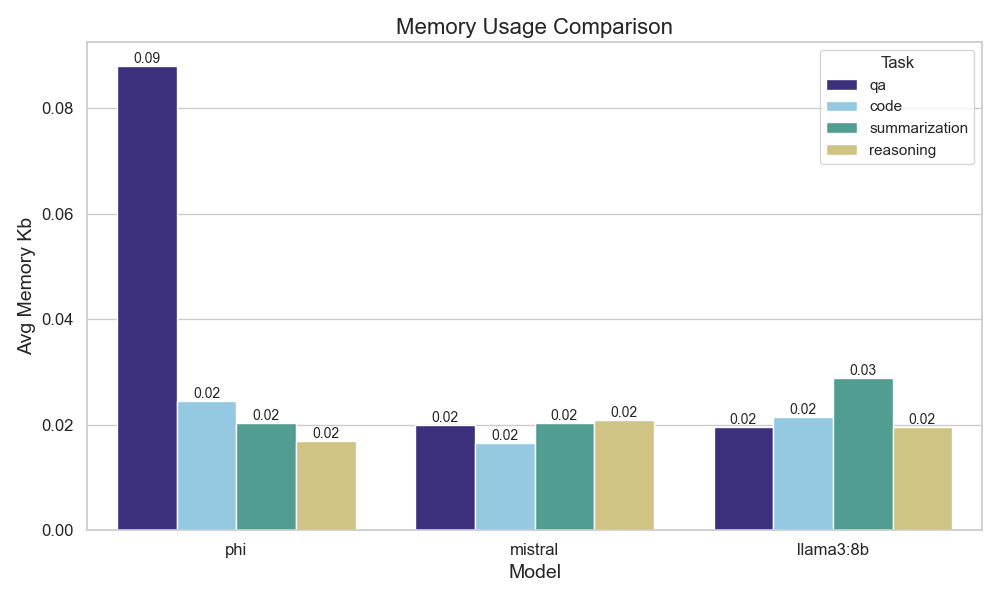 Memory Usage Comparison
Avg Memory Kb
0.08
0.06
0.04
0.02
0.00
0.09
0.02
0.02
0.02
0.02
0.02
0.02
0.02
0.02
0.02
0.03
0.02
Task
qa
code
summarization
reasoning
phi
mistral
llama3:8b
Model